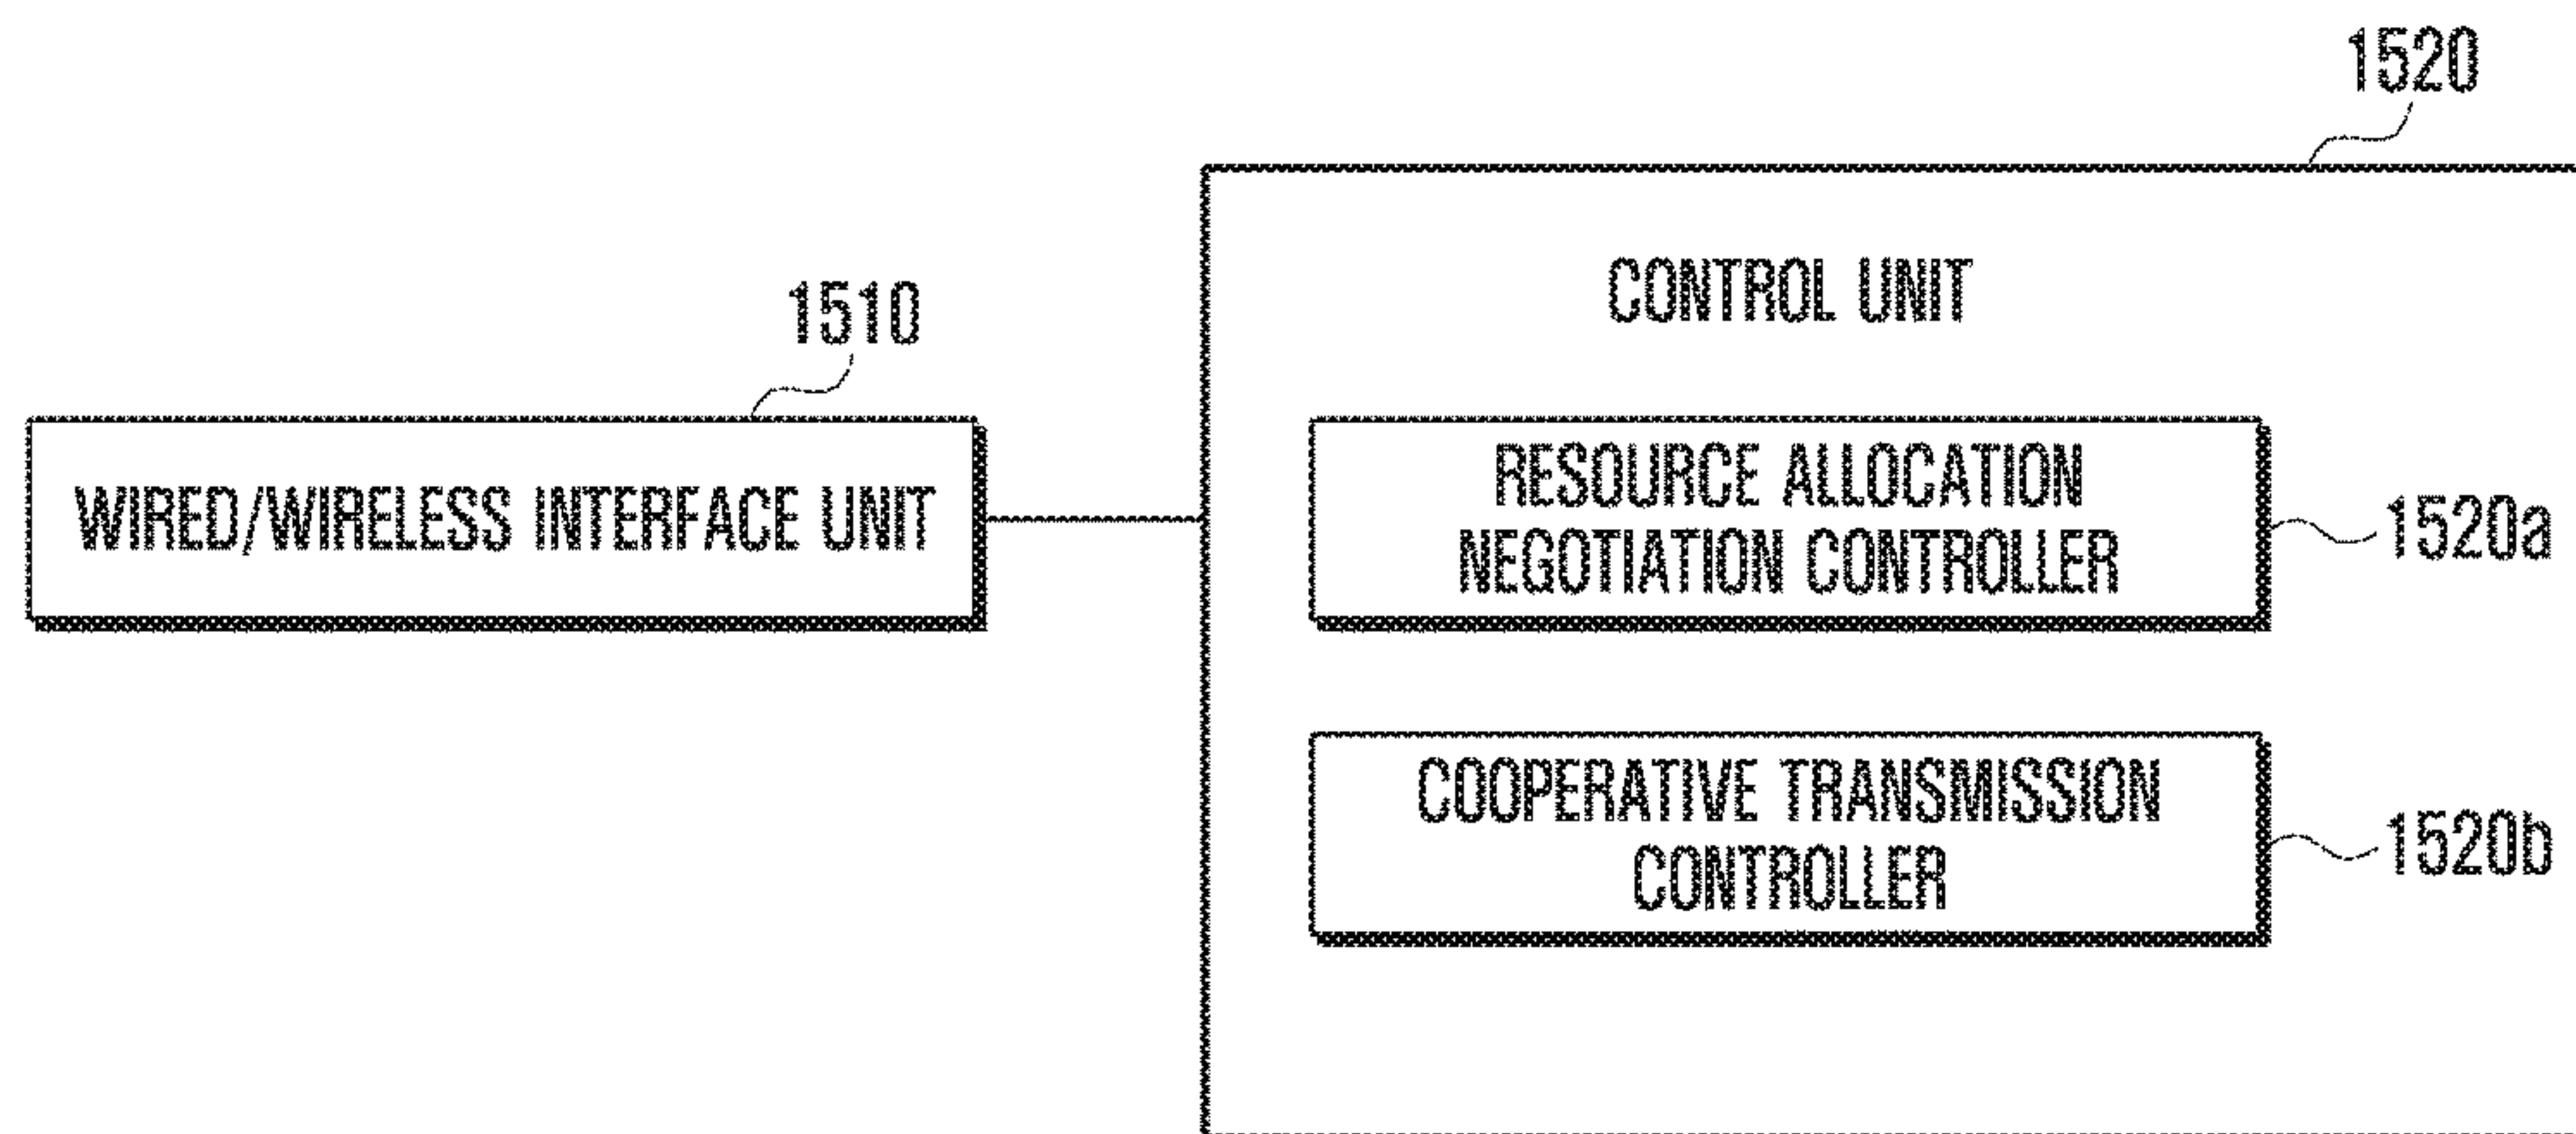 1520
CONTROL UNIT
1510
WIRED/WIRELESS INTERFACE UNIT
RESOURCE ALLOCATION
NEGOTIATION CONTROLLER
1520a
COOPERATIVE TRANSMISSION
CONTROLLER
1520b